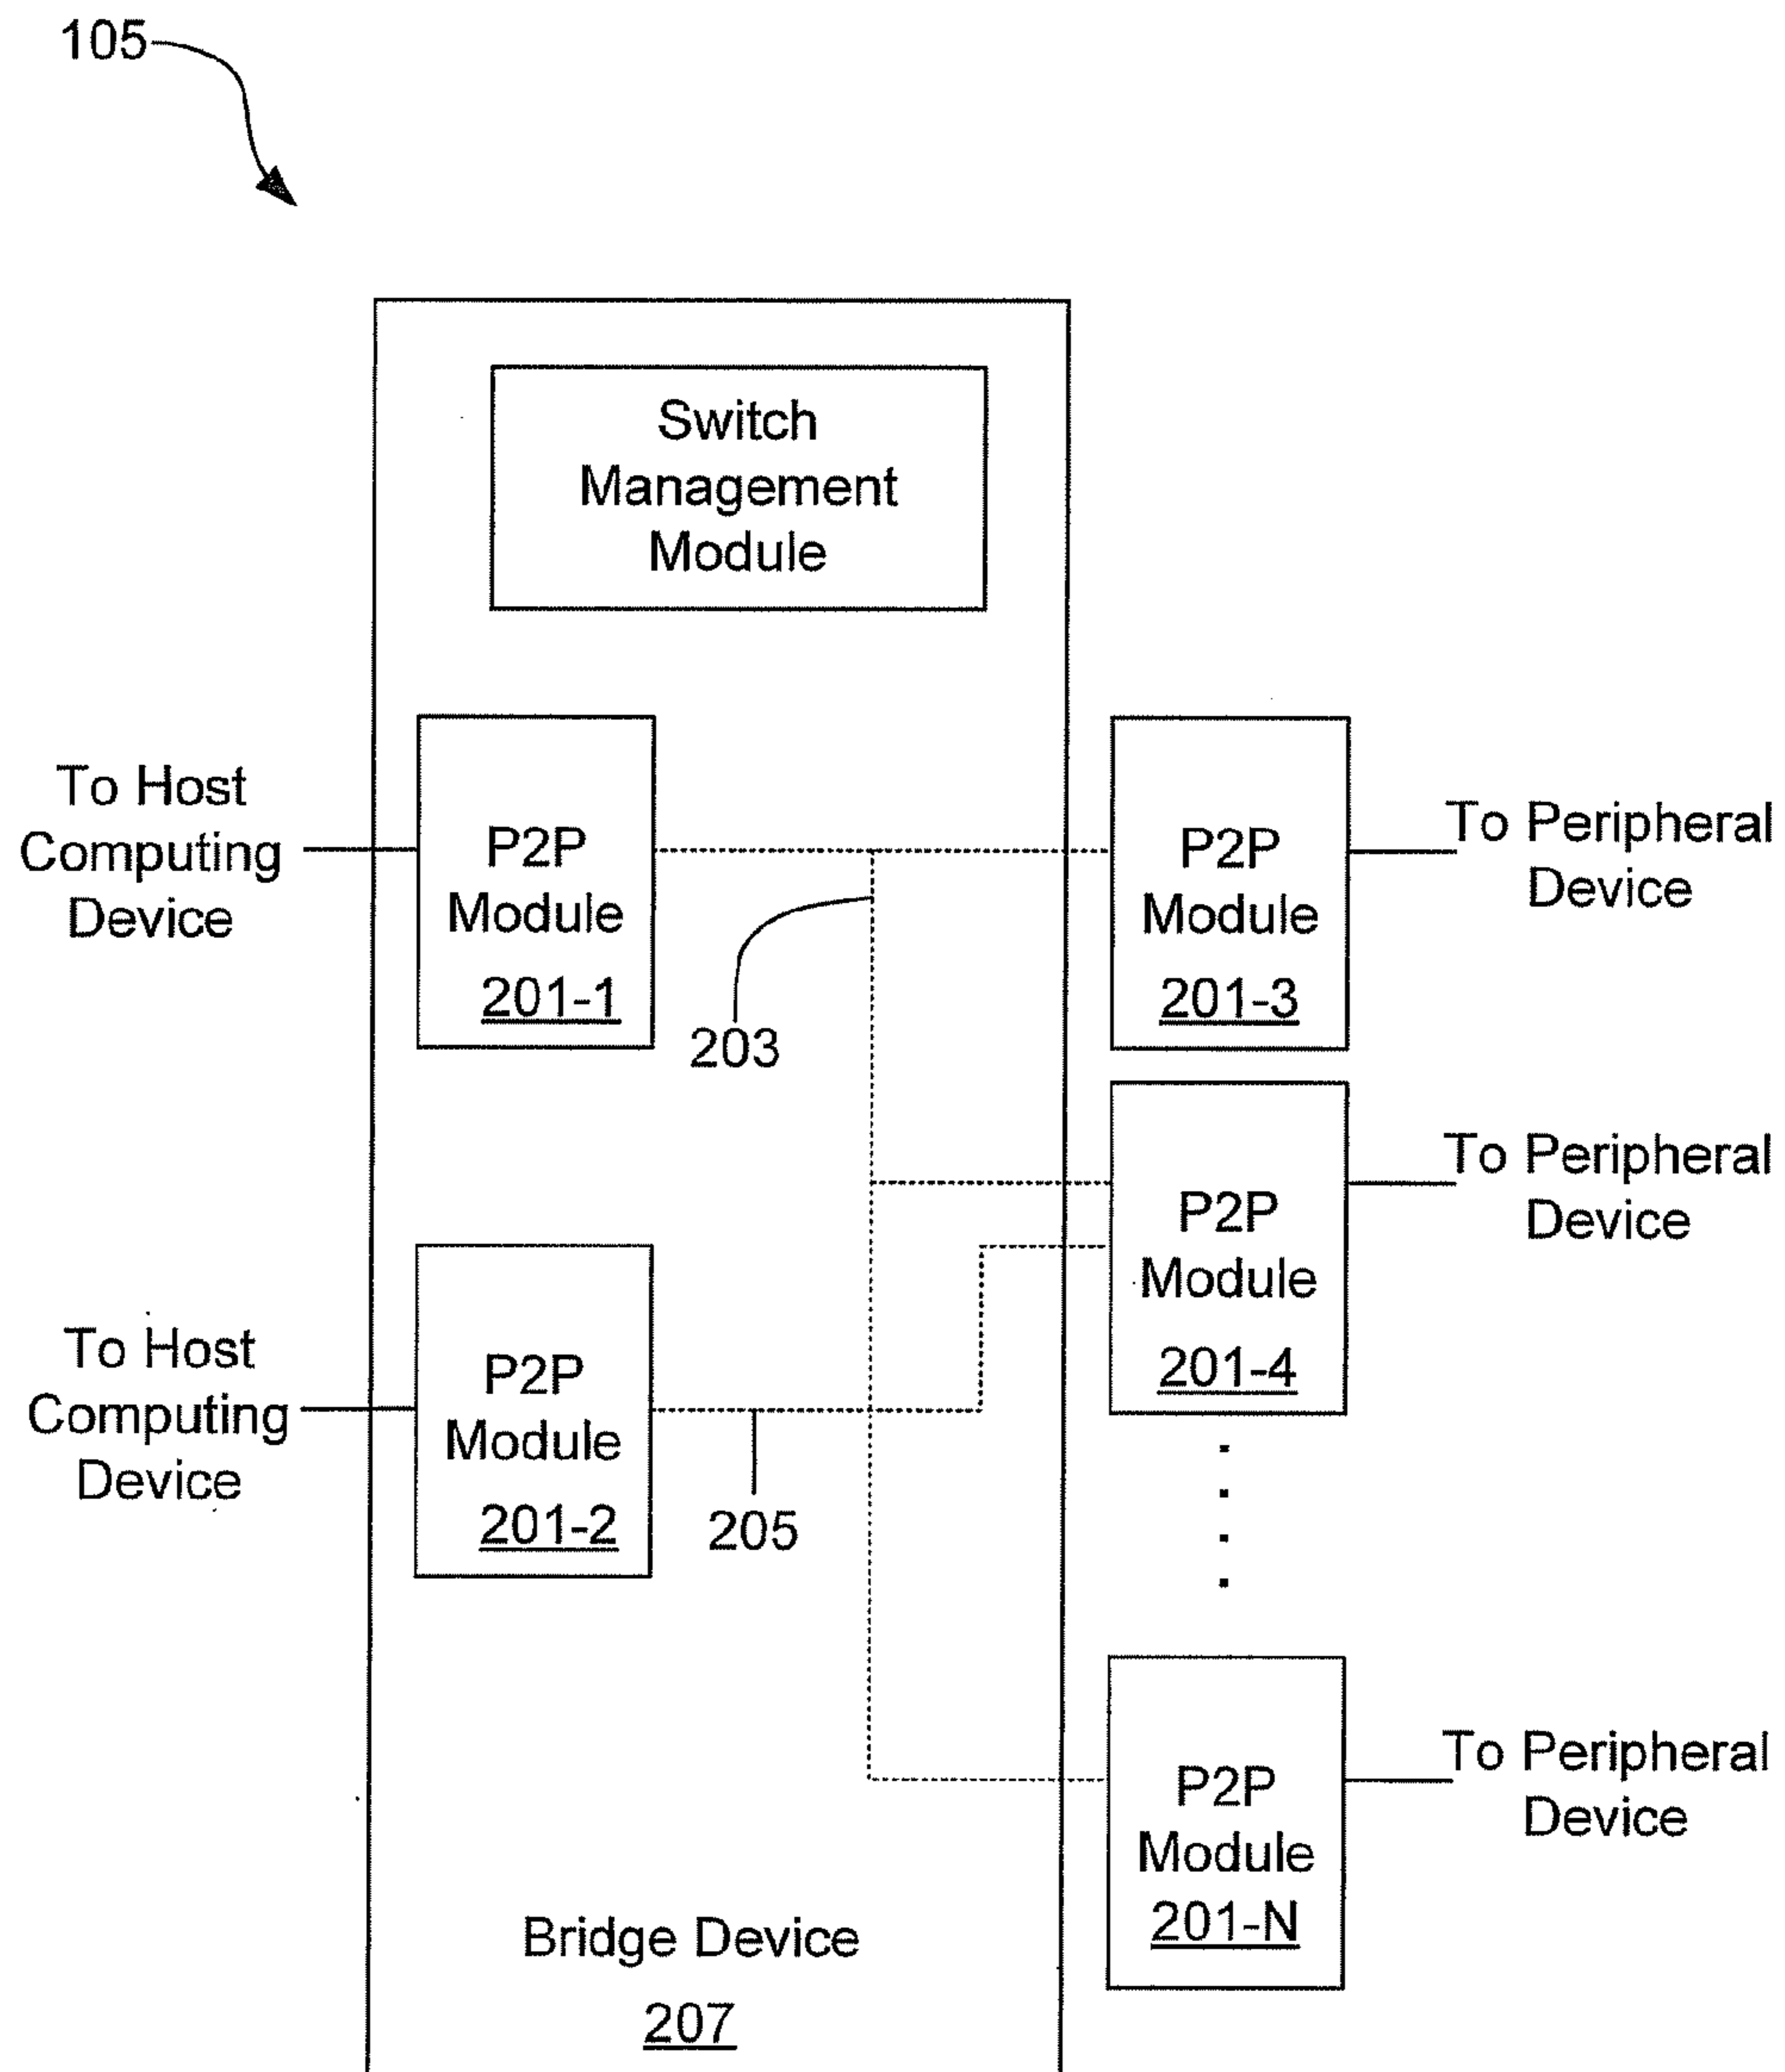 105
Switch
Management
Module
To Host
Computing
Device
P2P
Module
201-1
203
P2P
Module
201-3
To Peripheral
Device
P2P
Module
201-4
To Peripheral
Device
To Host
Computing
Device
P2P
Module
201-2
205
P2P
Module
201-N
To Peripheral
Device
Bridge Device
207